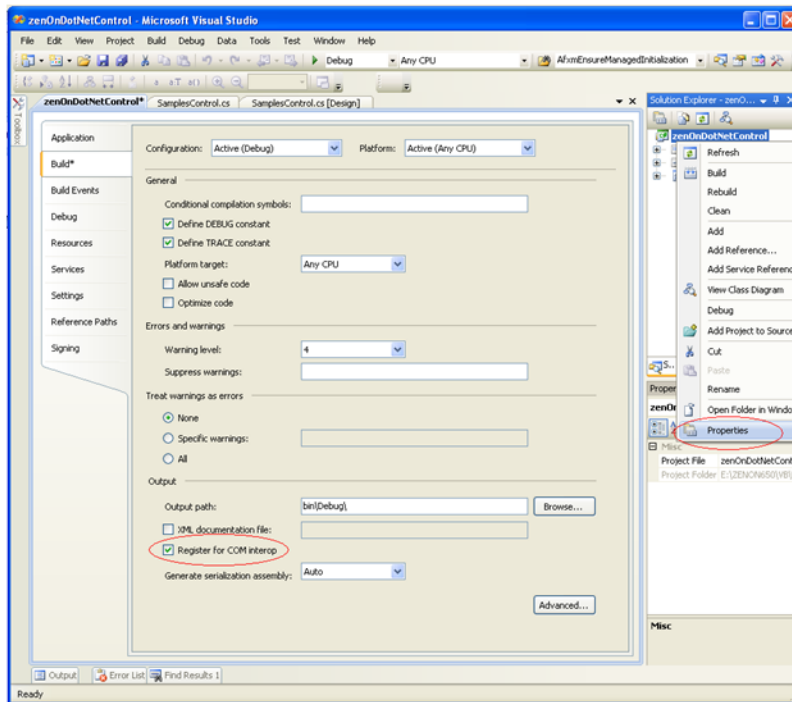 zenOnDotNetControl - Microsoft Visual Studio
File Edit View Project Build Debug Data Tools Test Window Help
Debug Any CPU AfxmEnsureManagedInitialization
zenOnDotNetControl* SamplesControl.cs SamplesControl.cs [Design]
Toolbox
Application
Build*
Build Events
Debug
Resources
Services
Settings
Reference Paths
Signing
Configuration: Active (Debug) Platform: Active (Any CPU)
General
Conditional compilation symbols:
Define DEBUG constant
Define TRACE constant
Platform target: Any CPU
Allow unsafe code
Optimize code
Errors and warnings
Warning level: 4
Suppress warnings:
Treat warnings as errors
None
Specific warnings:
All
Output
Output path: bin\Debug\ Browse...
XML documentation file:
Register for COM interop
Generate serialization assembly: Auto
Advanced...
Solution Explorer - zenO...
zenOnDotNetControl
Refresh
Build
Rebuild
Clean
Add
Add Reference...
Add Service Reference
View Class Diagram
Debug
Add Project to Source
Cut
Paste
Rename
Open Folder in Windo
Properties
S..
Proper
zenOn
Misc
Project File zenOnDotNetCont
Project Folder E:\ZENON650\VB\
Misc
Output Error List Find Results 1
Ready